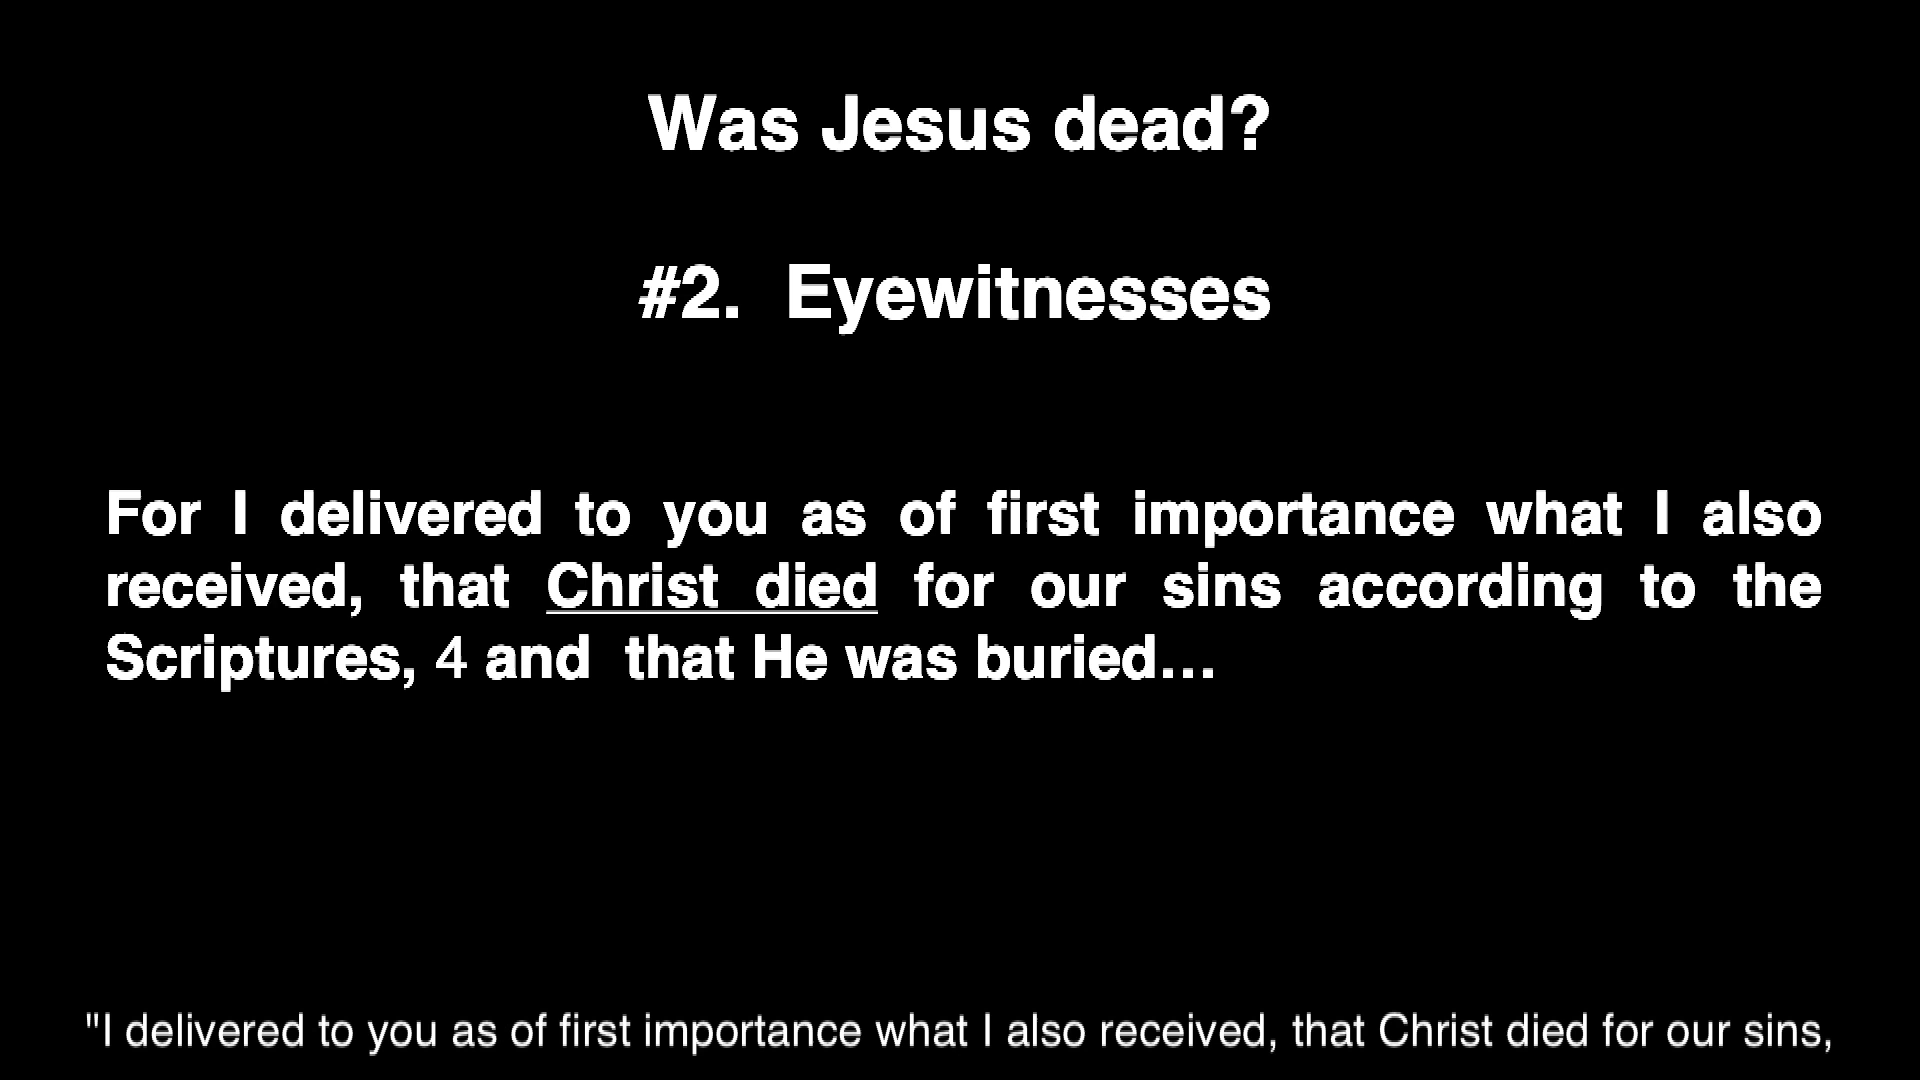 Was Jesus dead?
#2.  Eyewitnesses
For I delivered to you as of first importance what I also
received, that Christ died for our sins according to the
Scriptures, 4 and  that He was buried…
"I delivered to you as of first importance what I also received, that Christ died for our sins,